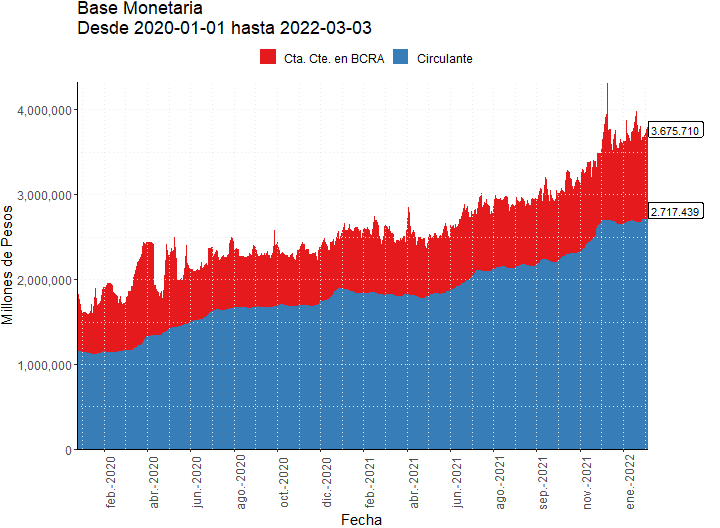 Base Monetaria
Desde 2020-01-01 hasta 2022-03-03
Cta. Cte. en BCRA
Circulante
Millones de Pesos
4,000,000
3,000,000
2,000,000
1,000,000
0
3.675.710
2.717.439
feb.-2020
abr.-2020
jun.-2020
ago.-2020
oct.-2020
dic.-2020
feb.-2021
abr.-2021
jun.-2021
ago.-2021
sep.-2021
nov.-2021
ene.-2022
Fecha